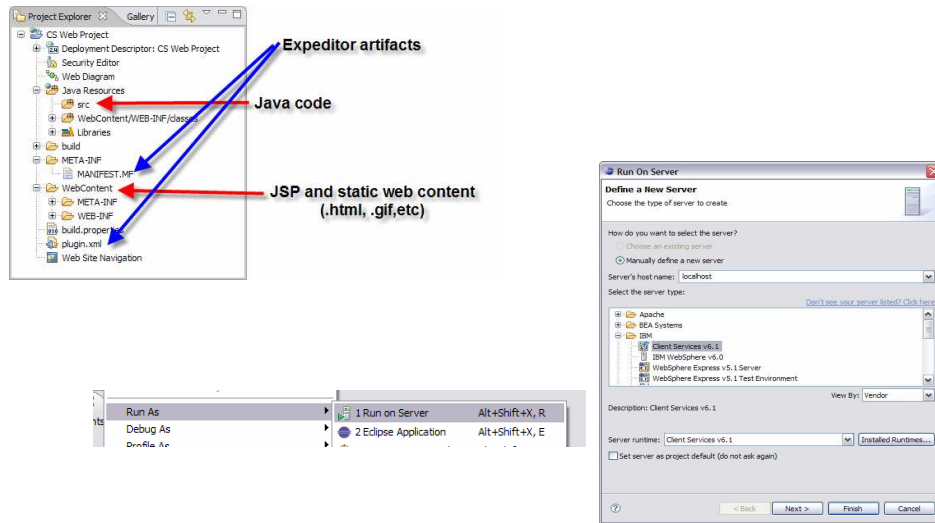 Project Explorer
Gallery
CS Web Project
Deployment Descriptor: CS Web Project
Security Editor
Web Diagram
Java Resources
src
WebContent/WEB-INF/classes
Libraries
build
META-INF
MANIFEST.MF
WebContent
META-INF
WEB-INF
build.properties
plugin.xml
Web Site Navigation
Expeditor artifacts
Java code
JSP and static web content
(.html, .gif,etc)
Run As
Debug As
Profile As
1 Run on Server Alt+Shift+X, R
2 Eclipse Application Alt+Shift+X, E
Run On Server
Define a New Server
Choose the type of server to create
How do you want to select the server?
Choose an existing server
Manually define a new server
Server's host name: localhost
Select the server type:
Don't see your server listed? Click here
Apache
BEA Systems
IBM
Client Services v6.1
IBM WebSphere v6.0
WebSphere Express v5.1 Server
WebSphere Express v5.1 Test Environment
View By: Vendor
Description: Client Services v6.1
Server runtime: Client Services v6.1 Installed Runtimes...
Set server as project default (do not ask again)
< Back Next > Finish Cancel